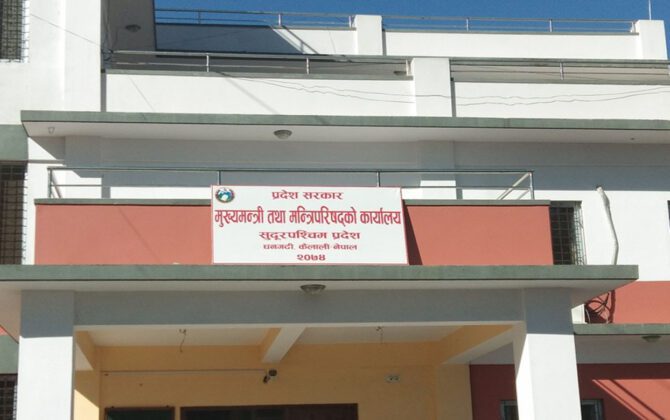 प्रदेश सरकार
मुख्यमन्त्री तथा मन्त्रिपरिषद्को कार्यालय
सुदूरपश्चिम प्रदेश
धनगढी, कैलाली नेपाल
२०७४